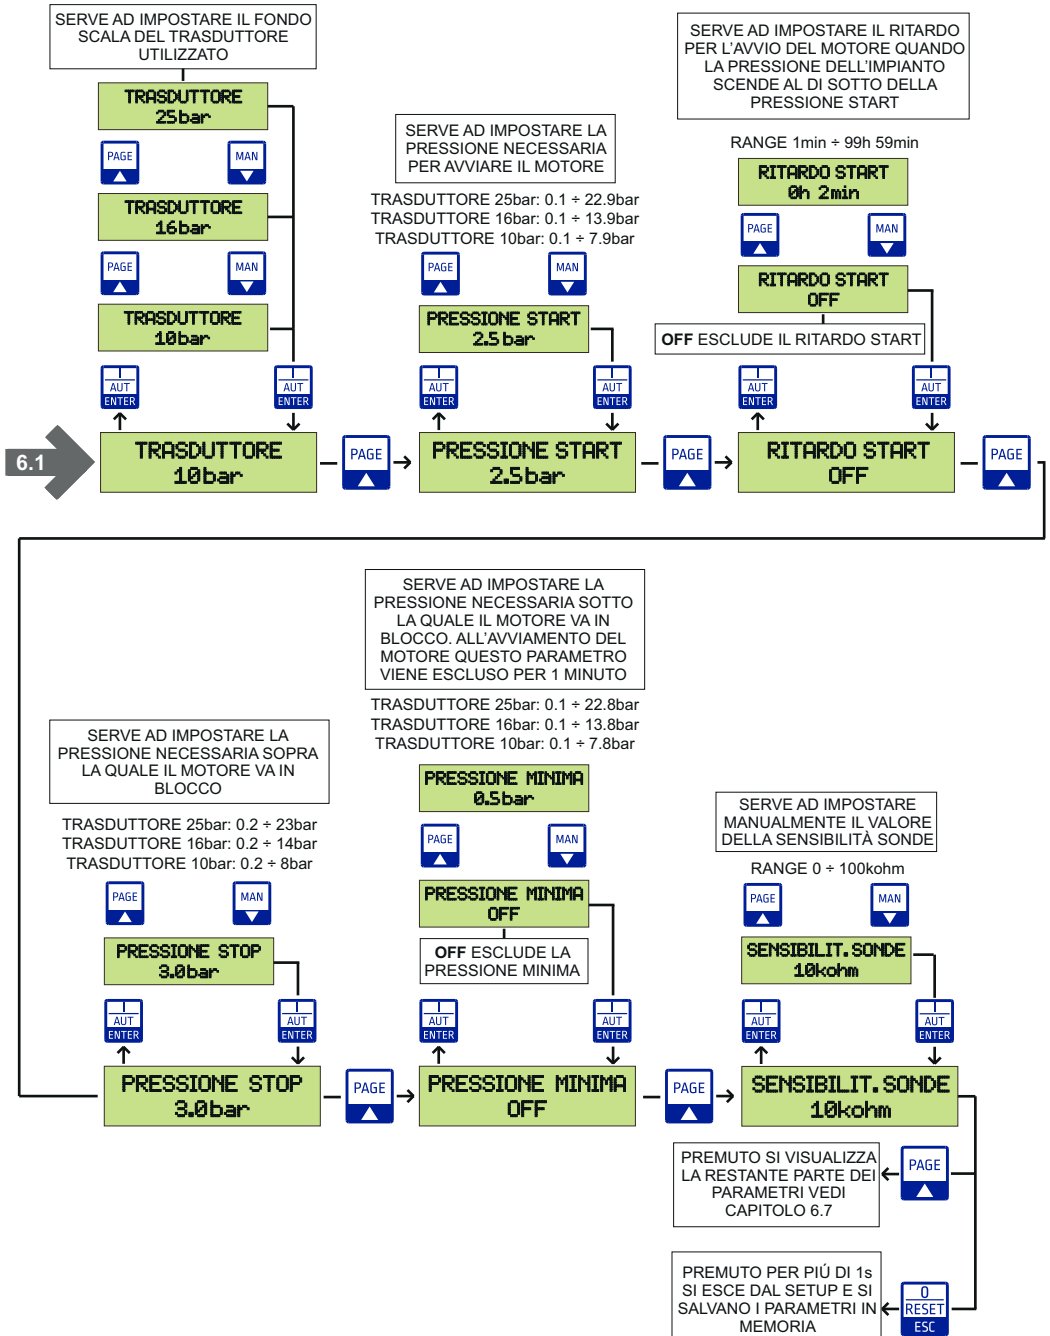 SERVE AD IMPOSTARE IL FONDO
SCALA DEL TRASDUTTORE
UTILIZZATO
TRASDUTTORE
25bar
PAGE
MAN
TRASDUTTORE
16bar
PAGE
MAN
TRASDUTTORE
10bar
I
AUT
ENTER
I
AUT
ENTER
6.1
TRASDUTTORE
10bar
PAGE
SERVE AD IMPOSTARE LA
PRESSIONE NECESSARIA
PER AVVIARE IL MOTORE
TRASDUTTORE 25bar: 0.1 ÷ 22.9bar
TRASDUTTORE 16bar: 0.1 ÷ 13.9bar
TRASDUTTORE 10bar: 0.1 ÷ 7.9bar
PAGE
MAN
PRESSIONE START
2.5bar
I
AUT
ENTER
I
AUT
ENTER
PRESSIONE START
2.5bar
PAGE
SERVE AD IMPOSTARE IL RITARDO
PER L'AVVIO DEL MOTORE QUANDO
LA PRESSIONE DELL'IMPIANTO
SCENDE AL DI SOTTO DELLA
PRESSIONE START
RANGE 1min ÷ 99h 59min
RITARDO START
0h 2min
PAGE
MAN
RITARDO START
OFF
OFF ESCLUDE IL RITARDO START
I
AUT
ENTER
I
AUT
ENTER
RITARDO START
OFF
PAGE
SERVE AD IMPOSTARE LA
PRESSIONE NECESSARIA SOPRA
LA QUALE IL MOTORE VA IN
BLOCCO
TRASDUTTORE 25bar: 0.2 ÷ 23bar
TRASDUTTORE 16bar: 0.2 ÷ 14bar
TRASDUTTORE 10bar: 0.2 ÷ 8bar
PAGE
MAN
PRESSIONE STOP
3.0bar
I
AUT
ENTER
I
AUT
ENTER
PRESSIONE STOP
3.0bar
PAGE
SERVE AD IMPOSTARE LA
PRESSIONE NECESSARIA SOTTO
LA QUALE IL MOTORE VA IN
BLOCCO. ALL'AVVIAMENTO DEL
MOTORE QUESTO PARAMETRO
VIENE ESCLUSO PER 1 MINUTO
TRASDUTTORE 25bar: 0.1 ÷ 22.8bar
TRASDUTTORE 16bar: 0.1 ÷ 13.8bar
TRASDUTTORE 10bar: 0.1 ÷ 7.8bar
PRESSIONE MINIMA
0.5bar
PAGE
MAN
PRESSIONE MINIMA
OFF
OFF ESCLUDE LA
PRESSIONE MINIMA
I
AUT
ENTER
I
AUT
ENTER
PRESSIONE MINIMA
OFF
PAGE
SERVE AD IMPOSTARE
MANUALMENTE IL VALORE
DELLA SENSIBILITÀ SONDE
RANGE 0 ÷ 100kohm
PAGE
MAN
SENSIBILIT.SONDE
10kohm
I
AUT
ENTER
I
AUT
ENTER
SENSIBILIT.SONDE
10kohm
PREMUTO SI VISUALIZZA
LA RESTANTE PARTE DEI
PARAMETRI VEDI
CAPITOLO 6.7
PAGE
PREMUTO PER PIÚ DI 1s
SI ESCE DAL SETUP E SI
SALVANO I PARAMETRI IN
MEMORIA
0
RESET
ESC